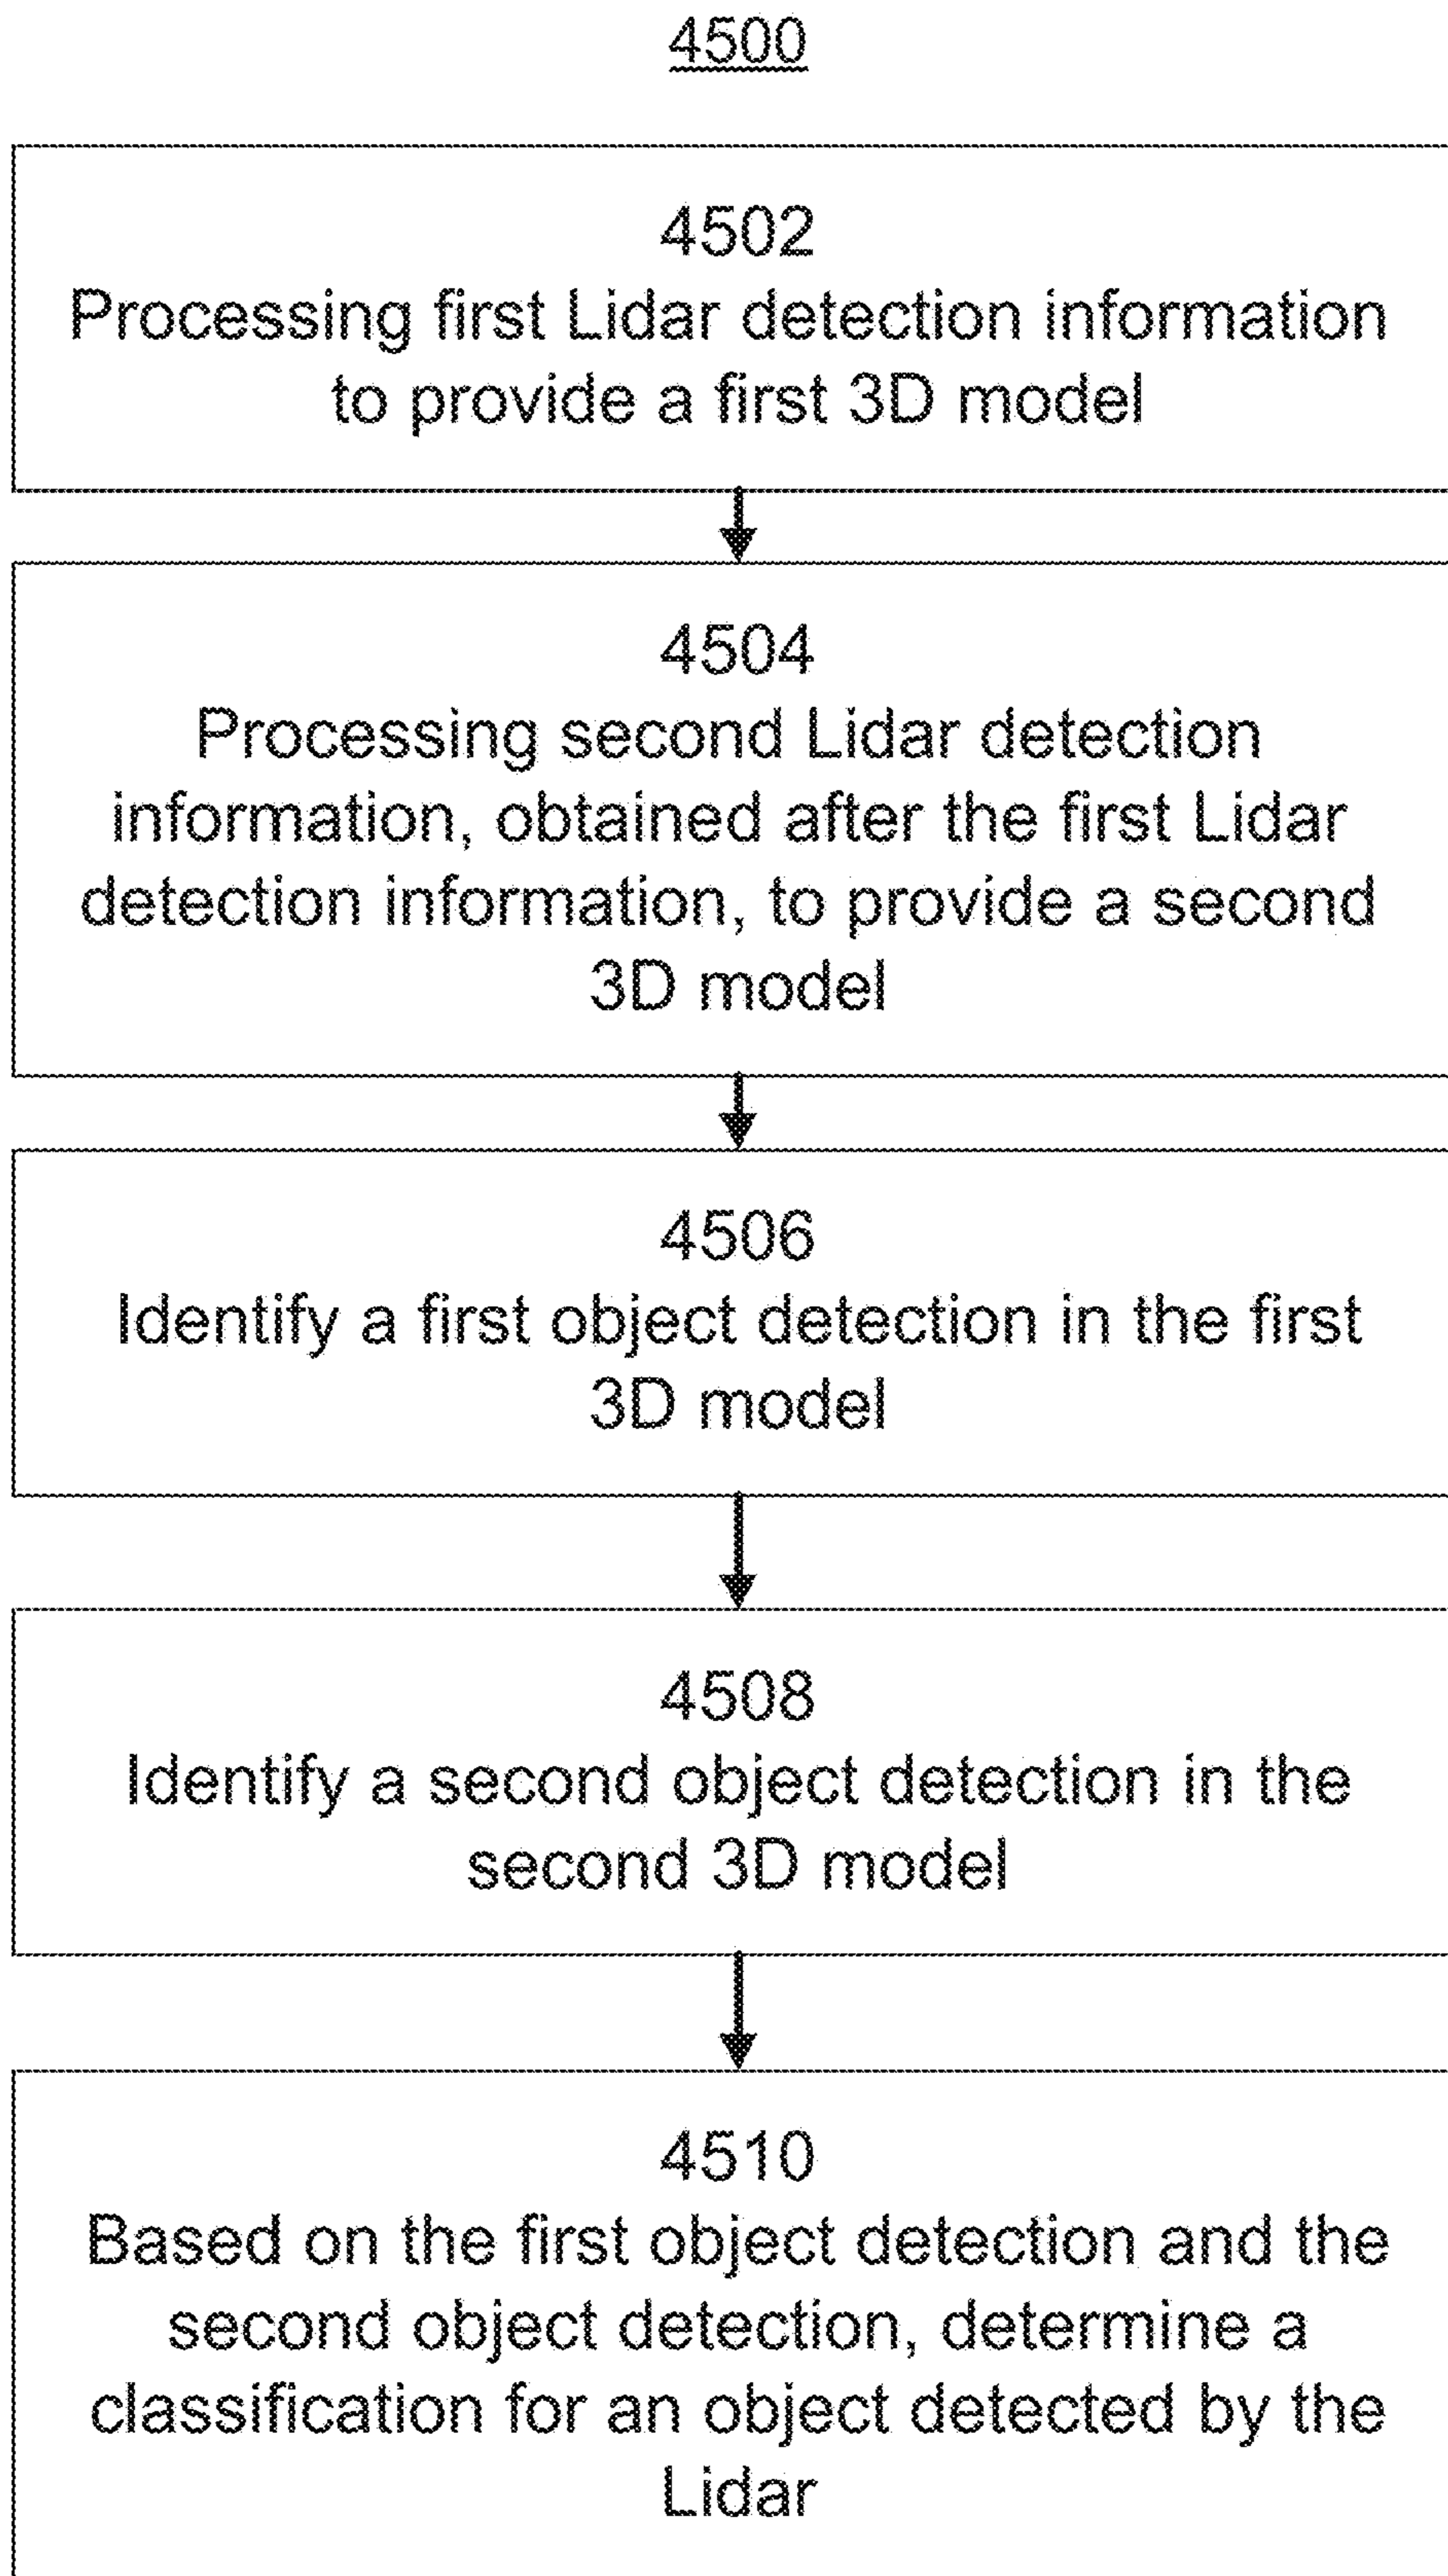 4500
4502
Processing first Lidar detection information
to provide a first 3D model
4504
Processing second Lidar detection
information, obtained after the first Lidar
detection information, to provide a second
3D model
4506
Identify a first object detection in the first
3D model
4508
Identify a second object detection in the
second 3D model
4510
Based on the first object detection and the
second object detection, determine a
classification for an object detected by the
Lidar